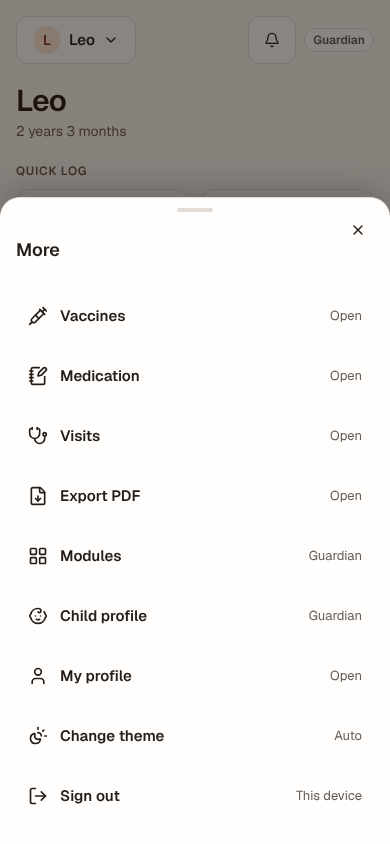 L Leo
Guardian
Leo
2 years 3 months
QUICK LOG
More
Vaccines Open
Medication Open
Visits Open
Export PDF Open
Modules Guardian
Child profile Guardian
My profile Open
Change theme Auto
Sign out This device